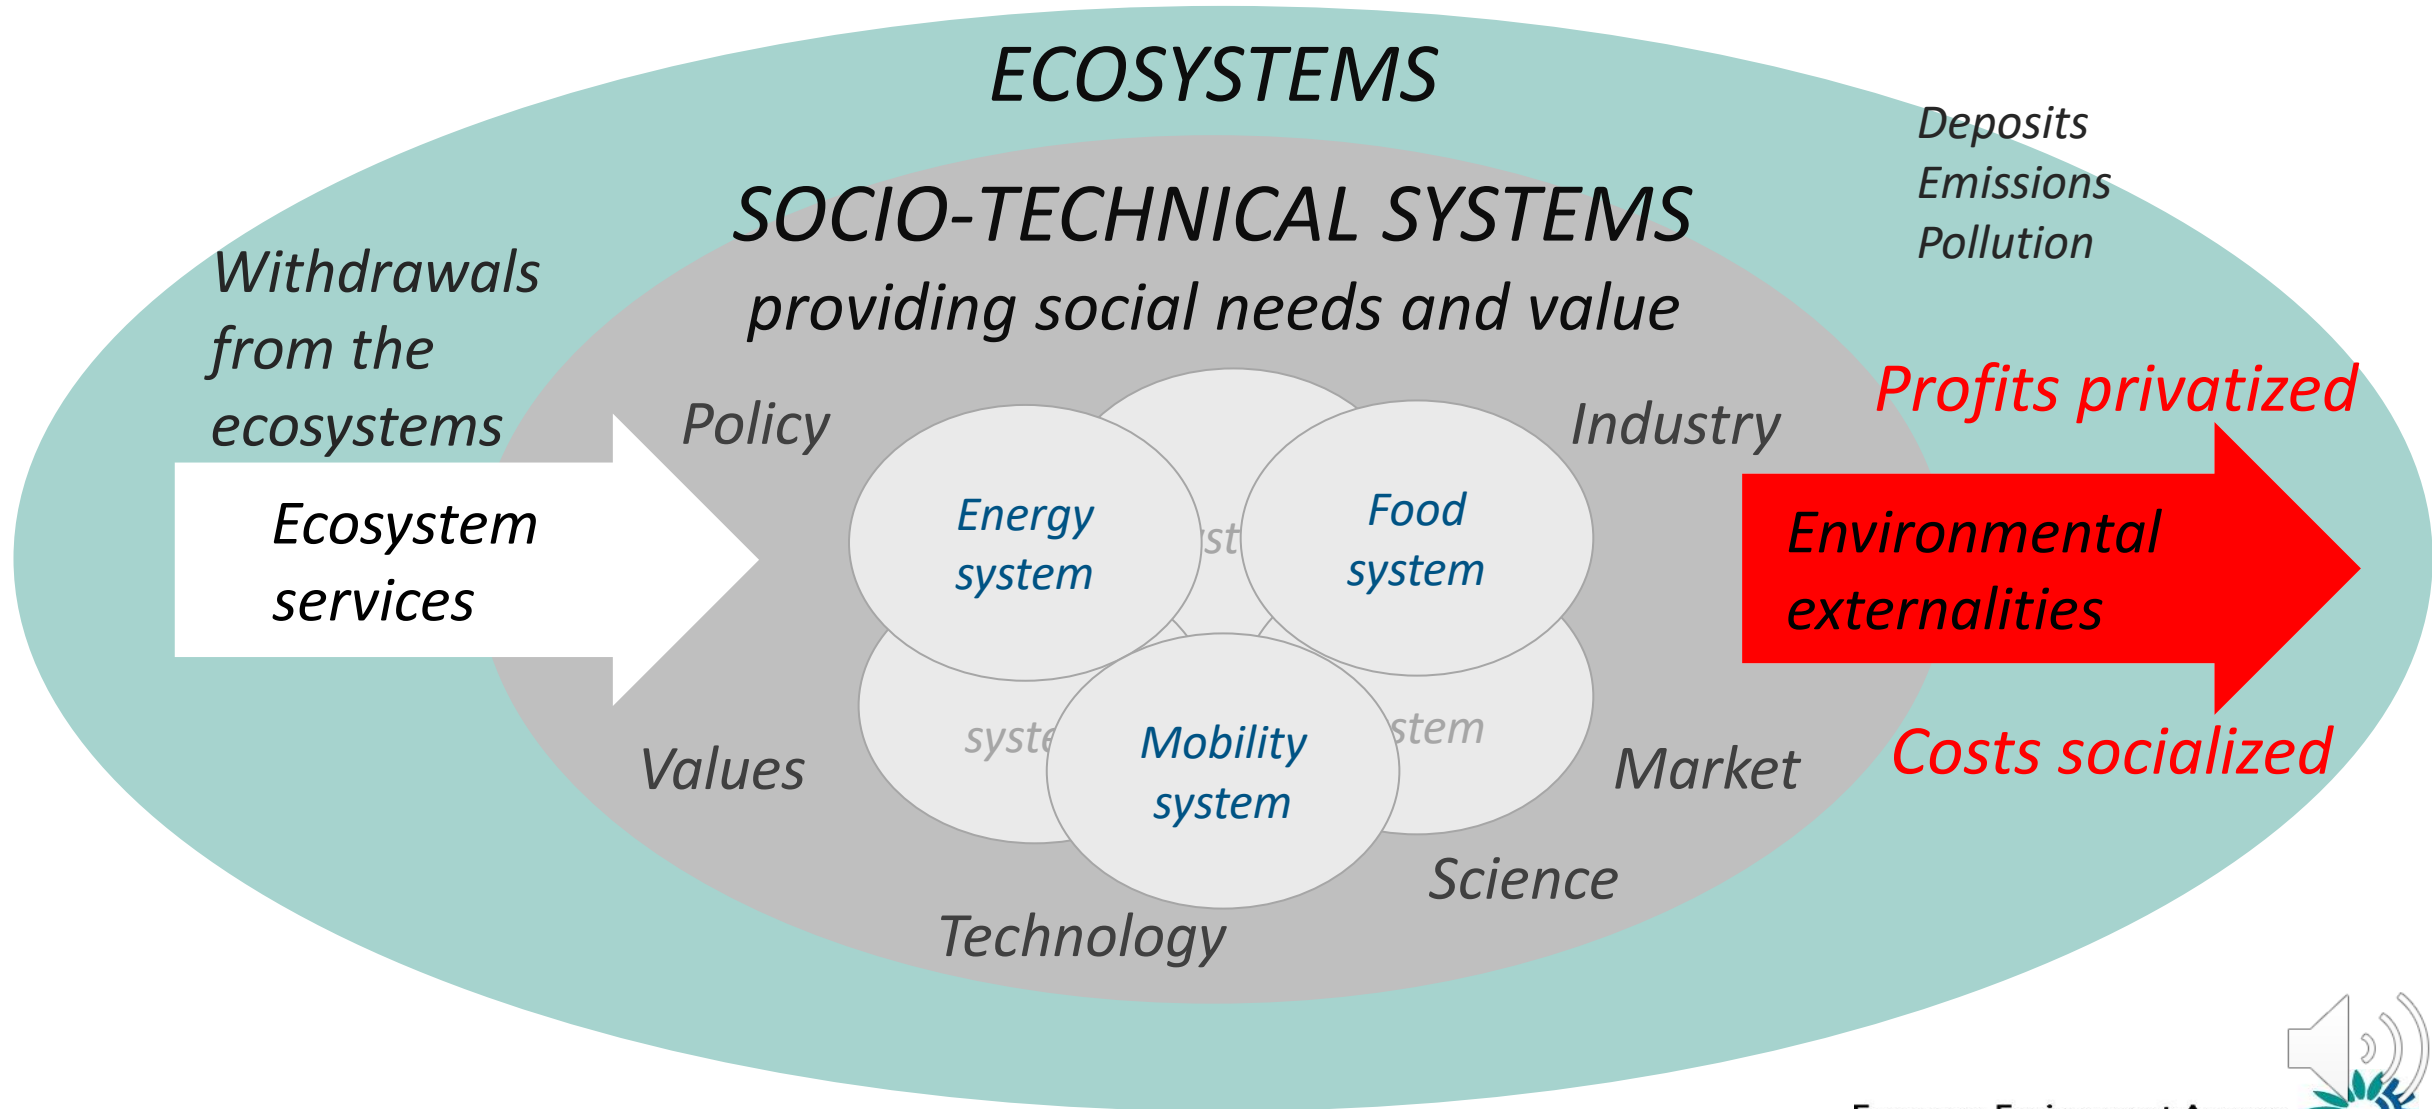 ECOSYSTEMS
Deposits
Emissions
Pollution
SOCIO-TECHNICAL SYSTEMS
providing social needs and value
Withdrawals
from the
ecosystems
Profits privatized
Policy
Industry
Ecosystem
services
Energy
system
Food
system
Environmental
externalities
Mobility
system
Values
Market
Costs socialized
Science
Technology